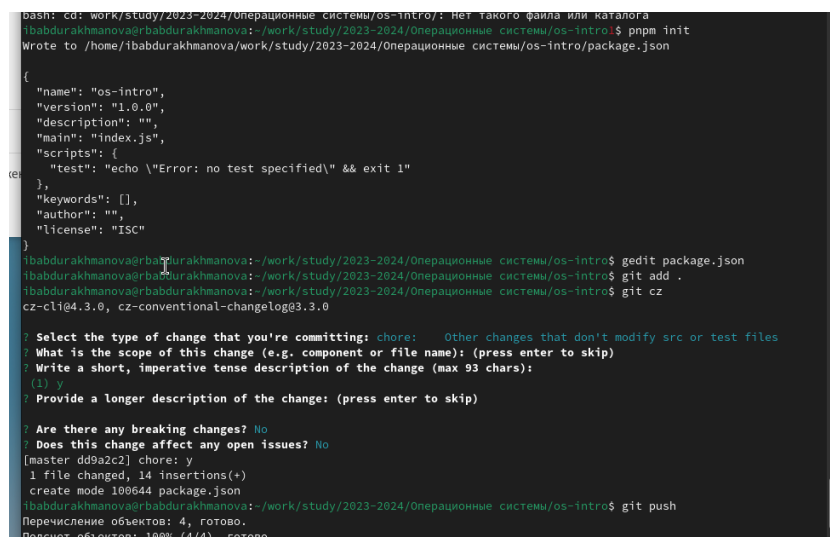 bash: cd: work/study/2023-2024/Операционные системы/os-intro/: Нет такого файла или каталога
ibabdurakhmanova@rbabdurakhmanova:~/work/study/2023-2024/Операционные системы/os-intro1$ pnpm init
Wrote to /home/ibabdurakhmanova/work/study/2023-2024/Операционные системы/os-intro/package.json
{
"name": "os-intro",
"version": "1.0.0",
"description": "",
"main": "index.js",
"scripts": {
"test": "echo \"Error: no test specified\" && exit 1"
},
"keywords": [],
"author": "",
"license": "ISC"
}
ibabdurakhmanova@rbabdurakhmanova:~/work/study/2023-2024/Операционные системы/os-intro$ gedit package.json
ibabdurakhmanova@rbabdurakhmanova:~/work/study/2023-2024/Операционные системы/os-intro$ git add .
ibabdurakhmanova@rbabdurakhmanova:~/work/study/2023-2024/Операционные системы/os-intro$ git cz
cz-cli@4.3.0, cz-conventional-changelog@3.3.0
? Select the type of change that you're committing: chore: Other changes that don't modify src or test files
? What is the scope of this change (e.g. component or file name): (press enter to skip)
? Write a short, imperative tense description of the change (max 93 chars):
(1) y
? Provide a longer description of the change: (press enter to skip)
? Are there any breaking changes? No
? Does this change affect any open issues? No
[master dd9a2c2] chore: y
1 file changed, 14 insertions(+)
create mode 100644 package.json
ibabdurakhmanova@rbabdurakhmanova:~/work/study/2023-2024/Операционные системы/os-intro$ git push
Перечисление объектов: 4, готово.
Подсчет объектов: 100% (4/4), готово.